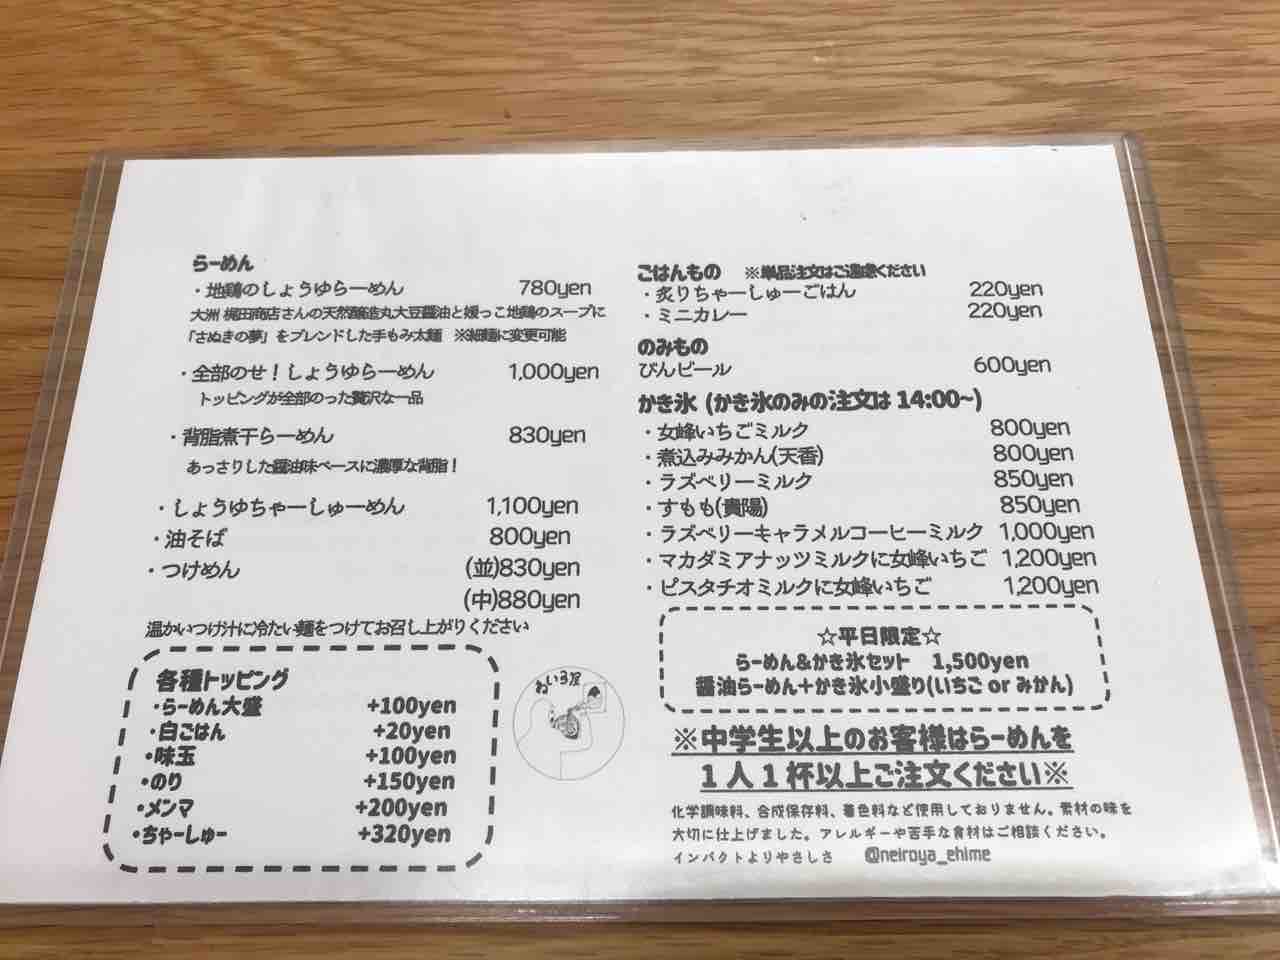 らーめん
・地鶏のしょうゆらーめん 780yen
大洲 梶田商店さんの天然醸造丸大豆醤油と媛っこ地鶏のスープに
「さぬきの夢」をブレンドした手もみ太麺 ※細麺に変更可能
・全部のせ！しょうゆらーめん 1,000yen
トッピングが全部のった贅沢な一品
・背脂煮干らーめん 830yen
あっさりした醤油味ベースに濃厚な背脂！
・しょうゆちゃーしゅーめん 1,100yen
・油そば 800yen
・つけめん (並)830yen
(中)880yen
温かいつけ汁に冷たい麺をつけてお召し上がりください
各種トッピング
・らーめん大盛 +100yen
・白ごはん +20yen
・味玉 +100yen
・のり +150yen
・メンマ +200yen
・ちゃーしゅー +320yen
ねいろ屋
ごはんもの ※単品注文はご遠慮ください
・炙りちゃーしゅーごはん 220yen
・ミニカレー 220yen
のみもの
びんビール 600yen
かき氷 (かき氷のみの注文は 14:00~)
・女峰いちごミルク 800yen
・煮込みみかん(天香) 800yen
・ラズベリーミルク 850yen
・すもも(貴陽) 850yen
・ラズベリーキャラメルコーヒーミルク 1,000yen
・マカダミアナッツミルクに女峰いちご 1,200yen
・ピスタチオミルクに女峰いちご 1,200yen
☆平日限定☆
らーめん&かき氷セット 1,500yen
醤油らーめん＋かき氷小盛り(いちご or みかん)
※中学生以上のお客様はらーめんを
1人1杯以上ご注文ください※
化学調味料、合成保存料、着色料など使用しておりません。素材の味を
大切に仕上げました。アレルギーや苦手な食材はご相談ください。
インパクトよりやさしさ @neiroya_ehime